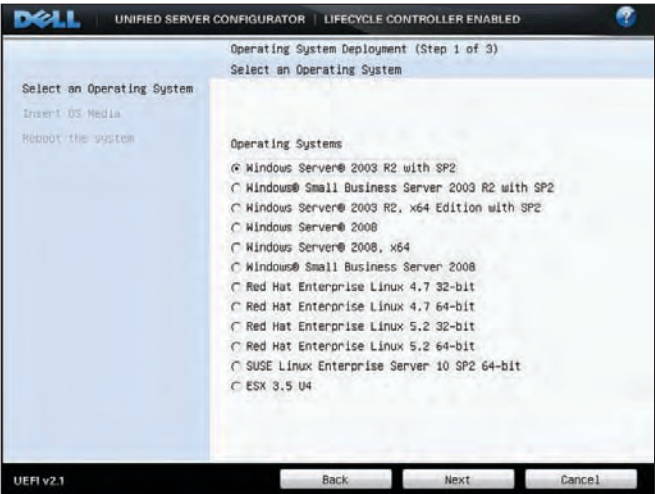 DELL
UNIFIED SERVER CONFIGURATOR | LIFECYCLE CONTROLLER ENABLED
?
Operating System Deployment (Step 1 of 3)
Select an Operating System
Select an Operating System
Insert OS Media
Reboot the system
Operating Systems
Windows Server® 2003 R2 with SP2
Windows® Small Business Server 2003 R2 with SP2
Windows Server® 2003 R2, x64 Edition with SP2
Windows Server® 2008
Windows Server® 2008, x64
Windows® Small Business Server 2008
Red Hat Enterprise Linux 4.7 32-bit
Red Hat Enterprise Linux 4.7 64-bit
Red Hat Enterprise Linux 5.2 32-bit
Red Hat Enterprise Linux 5.2 64-bit
SUSE Linux Enterprise Server 10 SP2 64-bit
ESX 3.5 U4
UEFI v2.1
Back
Next
Cancel